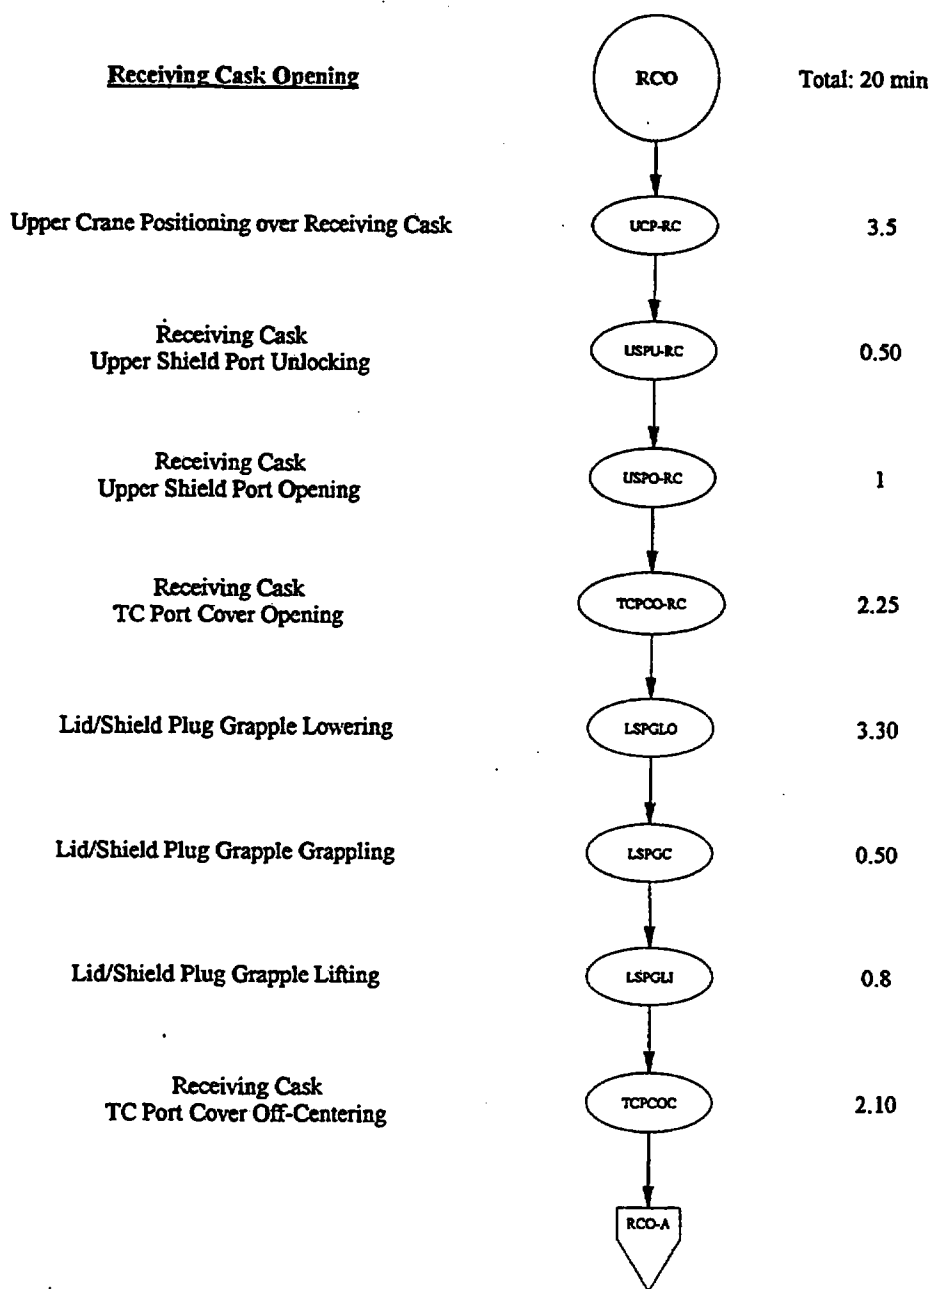 Receiving Cask Opening
RCO
Total: 20 min
Upper Crane Positioning over Receiving Cask
UCP-RC
3.5
Receiving Cask
Upper Shield Port Unlocking
USPU-RC
0.50
Receiving Cask
Upper Shield Port Opening
USPO-RC
1
Receiving Cask
TC Port Cover Opening
TCPCO-RC
2.25
Lid/Shield Plug Grapple Lowering
LSPGLO
3.30
Lid/Shield Plug Grapple Grappling
LSPGC
0.50
Lid/Shield Plug Grapple Lifting
LSPGLI
0.8
Receiving Cask
TC Port Cover Off-Centering
TCPCOC
2.10
RCO-A